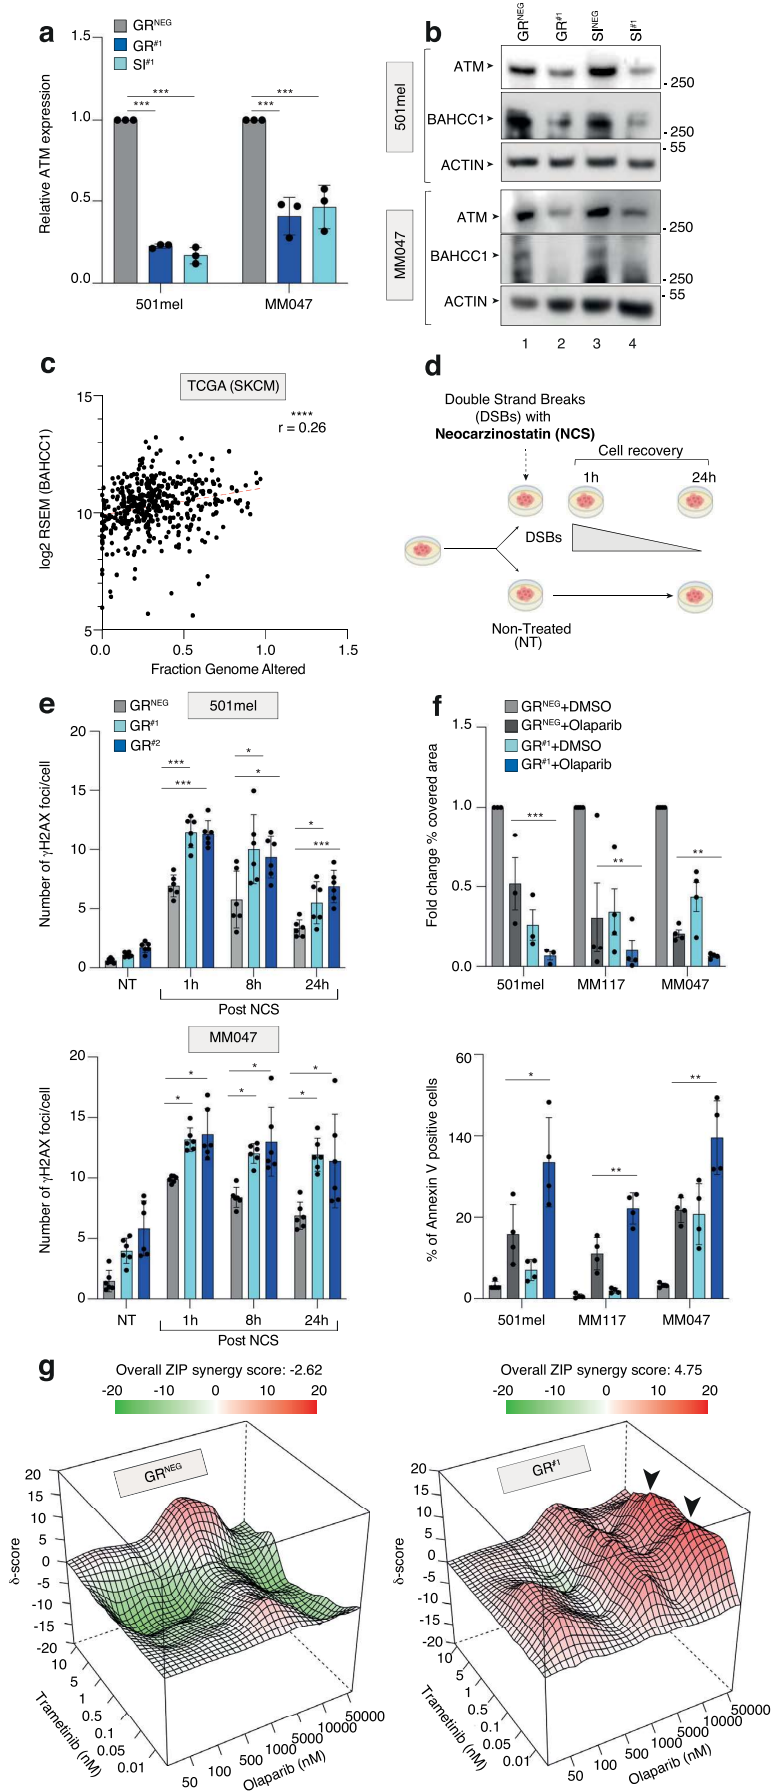 a
GR^NEG
GR^#1
SI^#1
Relative ATM expression
1.5
1.0
0.5
0.0
***
***
***
***
501mel
MM047
b
GR^NEG
GR^#1
SI^NEG
SI^#1
501mel
ATM
- 250
BAHCC1
- 250
- 55
ACTIN
MM047
ATM
- 250
BAHCC1
- 250
- 55
ACTIN
1 2 3 4
c
TCGA (SKCM)
****
r = 0.26
log2 RSEM (BAHCC1)
15
10
5
0.0 0.5 1.0 1.5
Fraction Genome Altered
d
Double Strand Breaks
(DSBs) with
Neocarzinostatin (NCS)
Cell recovery
1h
24h
DSBs
Non-Treated
(NT)
e
GR^NEG
GR^#1
GR^#2
501mel
Number of γH2AX foci/cell
20
15
10
5
0
***
***
*
*
*
***
NT 1h 8h 24h
Post NCS
MM047
Number of γH2AX foci/cell
20
15
10
5
0
*
*
*
*
*
*
NT 1h 8h 24h
Post NCS
f
GR^NEG+DMSO
GR^NEG+Olaparib
GR^#1+DMSO
GR^#1+Olaparib
Fold change % covered area
1.5
1.0
0.5
0.0
***
**
**
501mel MM117 MM047
% of Annexin V positive cells
60
140
20
0
*
**
**
501mel MM117 MM047
g
Overall ZIP synergy score: -2.62
-20 -10 0 10 20
GR^NEG
δ-score
20
15
10
5
0
-5
-10
-15
-20
10
5
1
0.5
0.1
0.05
0.01
Trametinib (nM)
50
100
500
1000
5000
10000
50000
Olaparib (nM)
Overall ZIP synergy score: 4.75
-20 -10 0 10 20
GR^#1
δ-score
20
15
10
5
0
-5
-10
-15
-20
10
5
1
0.5
0.1
0.05
0.01
Trametinib (nM)
50
100
500
1000
5000
10000
50000
Olaparib (nM)